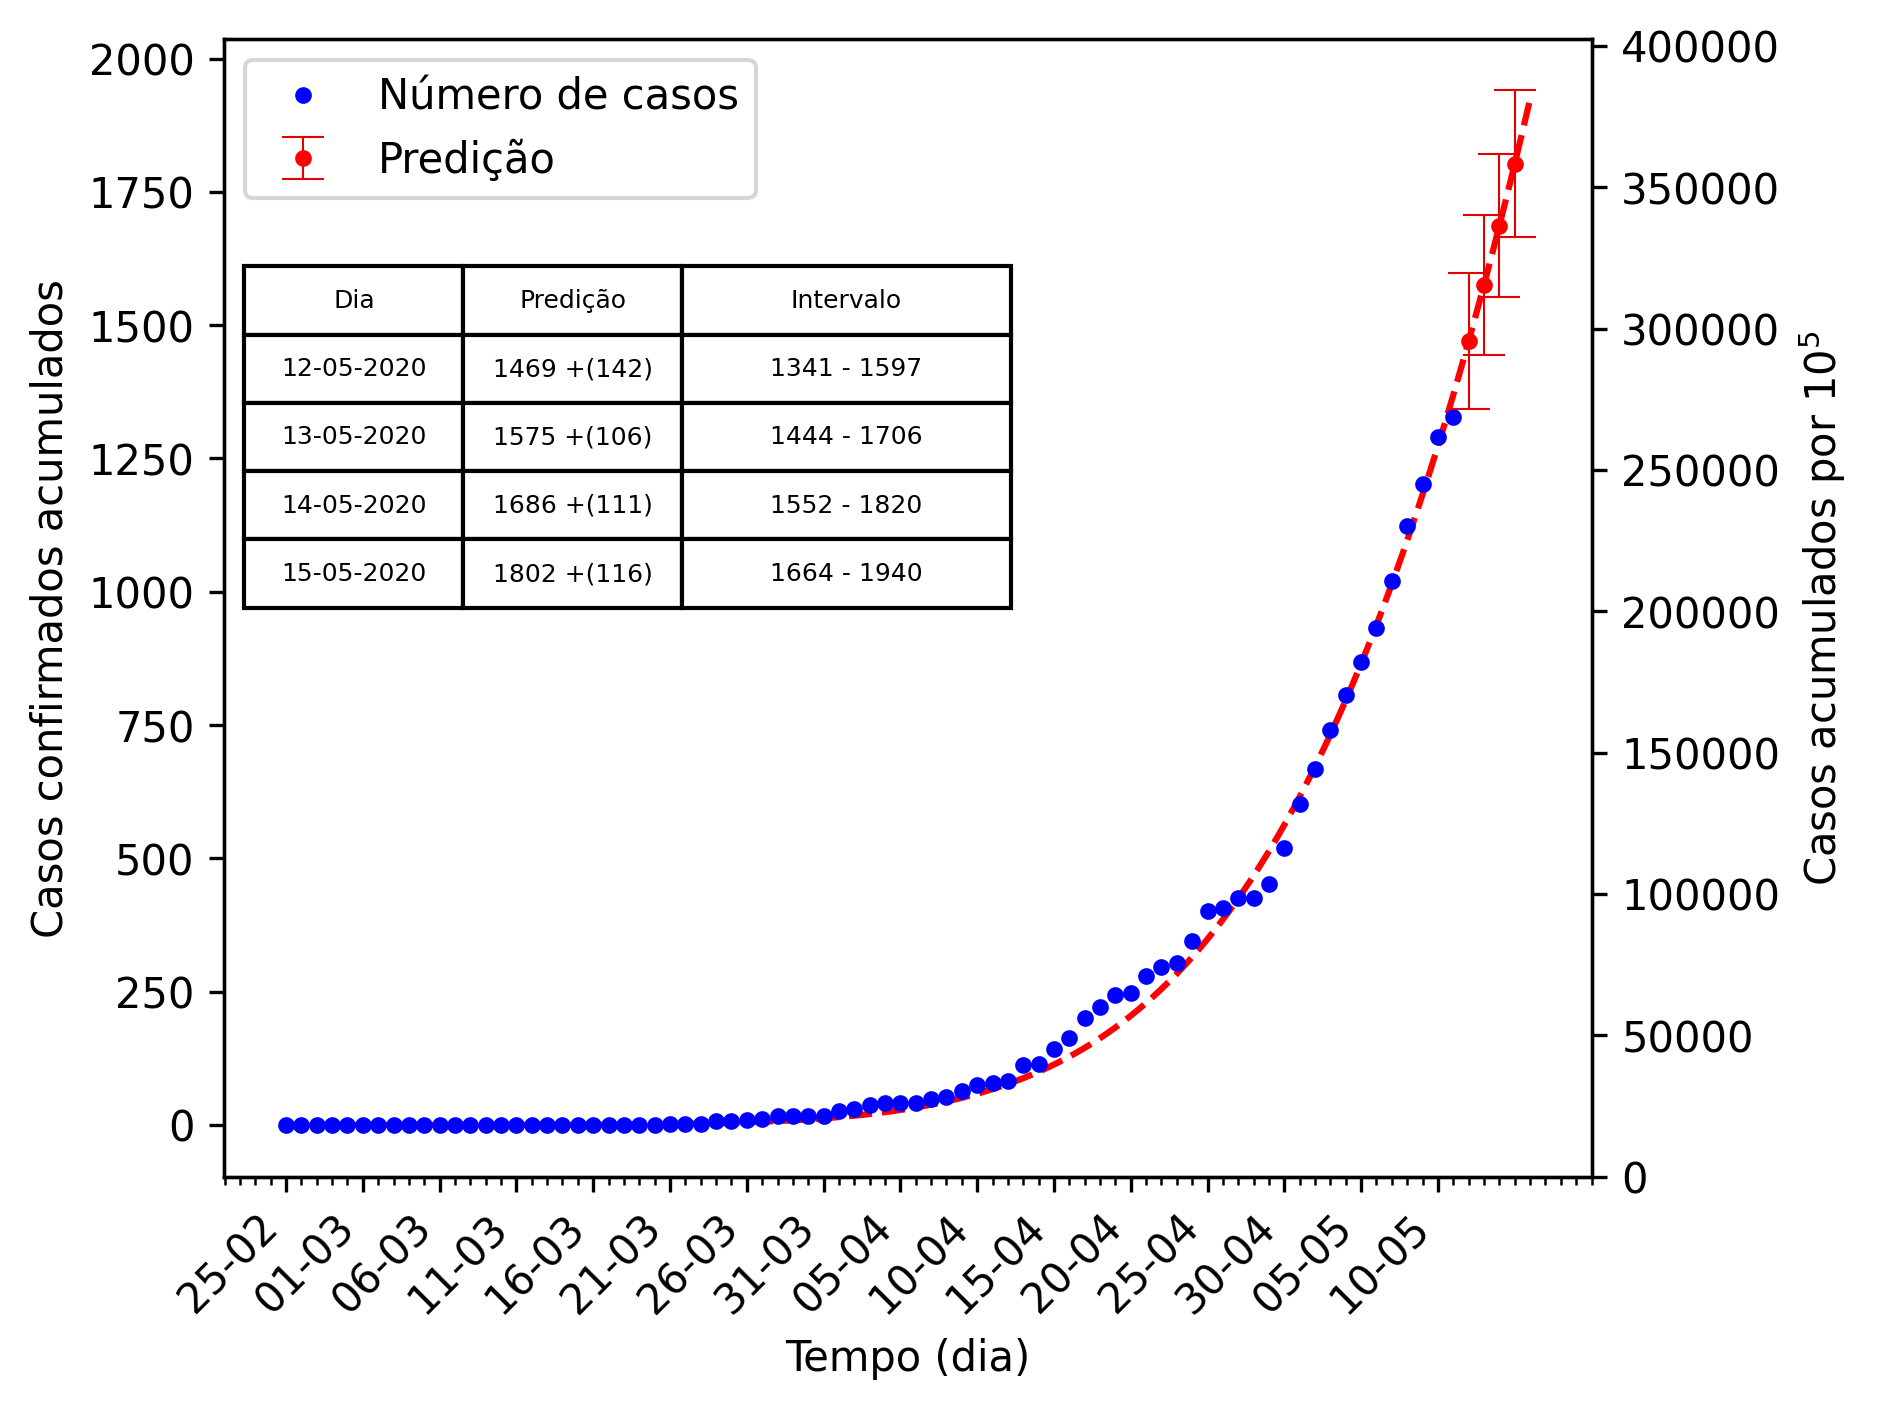 Número de casos
Predição
Dia Predição Intervalo
12-05-2020 1469 +(142) 1341 - 1597
13-05-2020 1575 +(106) 1444 - 1706
14-05-2020 1686 +(111) 1552 - 1820
15-05-2020 1802 +(116) 1664 - 1940
Casos confirmados acumulados
2000
1750
1500
1250
1000
750
500
250
0
400000
350000
300000
250000
200000
150000
100000
50000
0
Casos acumulados por 10⁵
25-02 01-03 06-03 11-03 16-03 21-03 26-03 31-03 05-04 10-04 15-04 20-04 25-04 30-04 05-05 10-05
Tempo (dia)